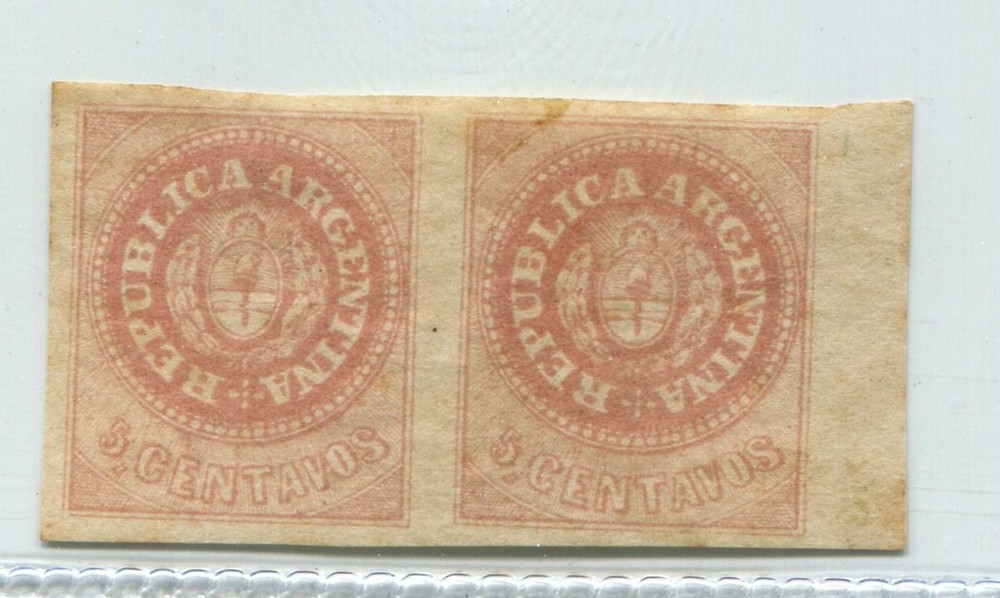 REPUBLICA ARGENTINA
5, CENTAVOS
REPUBLICA ARGENTINA
5, CENTAVOS